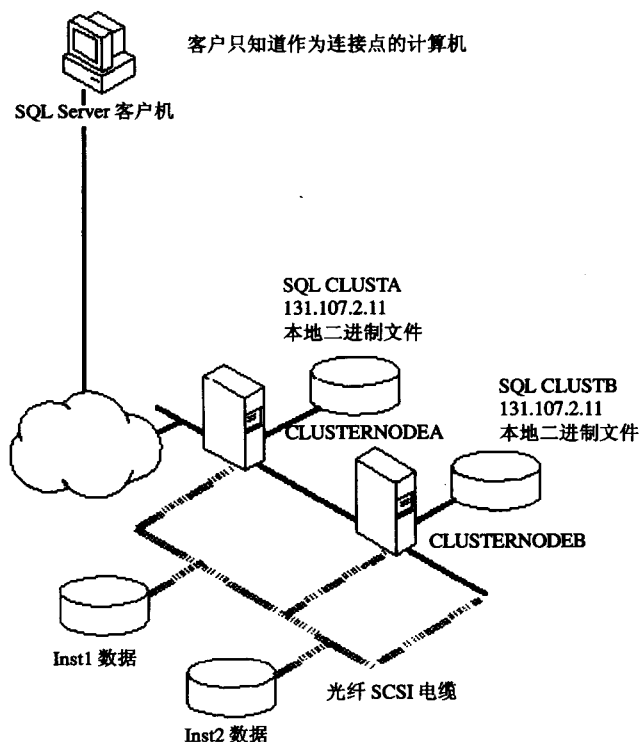 客户只知道作为连接点的计算机
SQL Server 客户机
SQL CLUSTA
131.107.2.11
本地二进制文件
SQL CLUSTB
131.107.2.11
本地二进制文件
CLUSTERNODEA
CLUSTERNODEB
Inst1 数据
光纤 SCSI 电缆
Inst2 数据